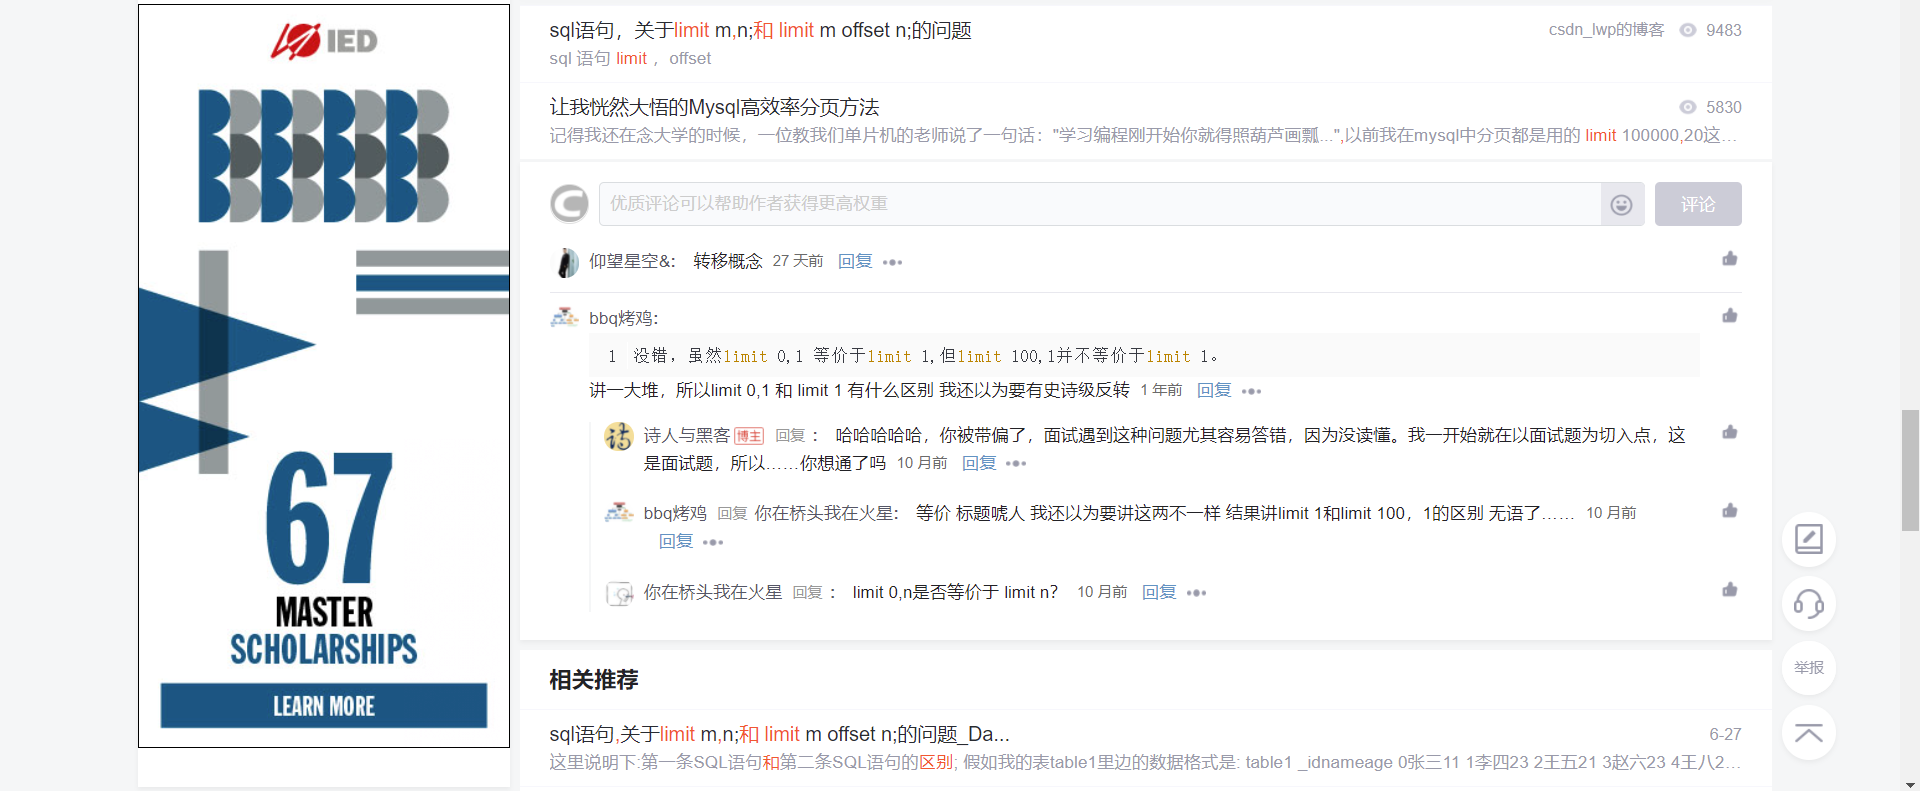 IED
67
MASTER
SCHOLARSHIPS
LEARN MORE
sql语句，关于limit m,n;和 limit m offset n;的问题
csdn_lwp的博客 9483
sql 语句 limit ，offset
让我恍然大悟的Mysql高效率分页方法
5830
记得我还在念大学的时候，一位教我们单片机的老师说了一句话："学习编程刚开始你就得照葫芦画瓢...",以前我在mysql中分页都是用的 limit 100000,20这...
优质评论可以帮助作者获得更高权重
评论
仰望星空&: 转移概念 27 天前 回复
bbq烤鸡:
1 没错，虽然limit 0,1 等价于limit 1,但limit 100,1并不等价于limit 1。
讲一大堆，所以limit 0,1 和 limit 1 有什么区别 我还以为要有史诗级反转 1 年前 回复
诗人与黑客 博主 回复： 哈哈哈哈哈，你被带偏了，面试遇到这种问题尤其容易答错，因为没读懂。我一开始就在以面试题为切入点，这
是面试题，所以……你想通了吗 10 月前 回复
bbq烤鸡 回复 你在桥头我在火星: 等价 标题唬人 我还以为要讲这两不一样 结果讲limit 1和limit 100，1的区别 无语了…… 10 月前
回复
你在桥头我在火星 回复： limit 0,n是否等价于 limit n? 10 月前 回复
举报
相关推荐
sql语句,关于limit m,n;和 limit m offset n;的问题_Da...
6-27
这里说明下:第一条SQL语句和第二条SQL语句的区别; 假如我的表table1里边的数据格式是: table1 _idnameage 0张三11 1李四23 2王五21 3赵六23 4王八2...